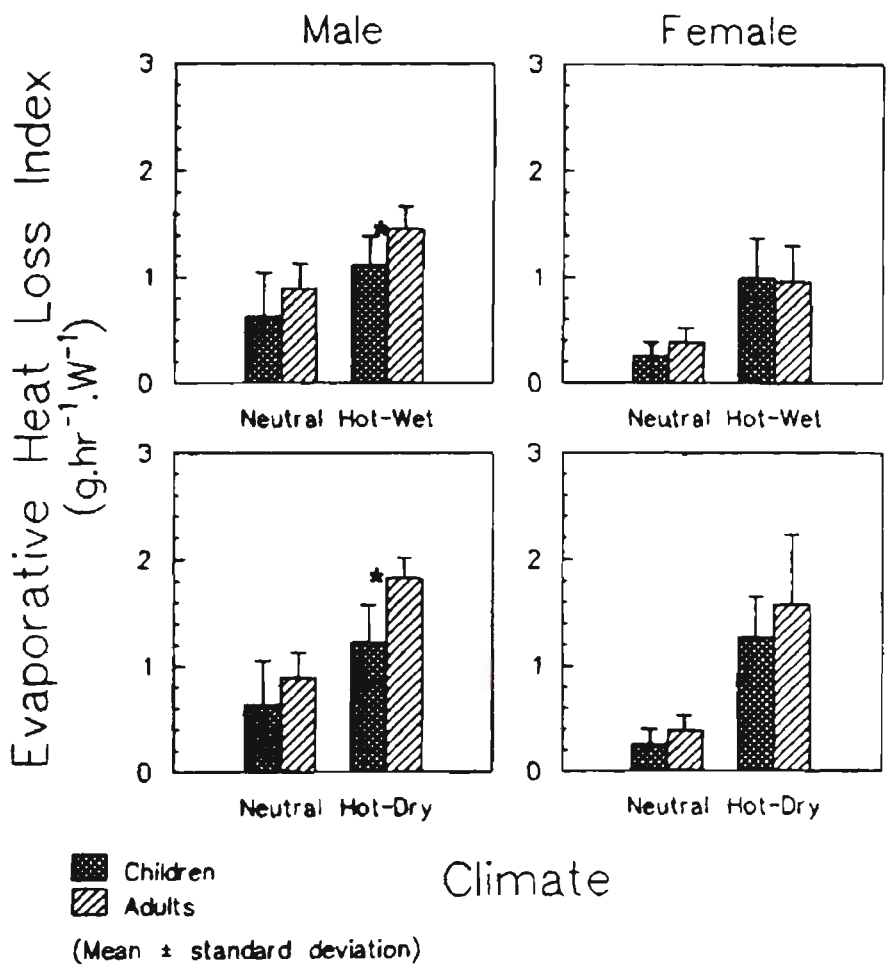 Male Female
Evaporative Heat Loss Index
(g.hr⁻¹.W⁻¹)
3 3
2 2
1 1
0 0
★
Neutral Hot-Wet Neutral Hot-Wet
3 3
2 2
1 1
0 0
★
Neutral Hot-Dry Neutral Hot-Dry
Children
Adults
Climate
(Mean ± standard deviation)